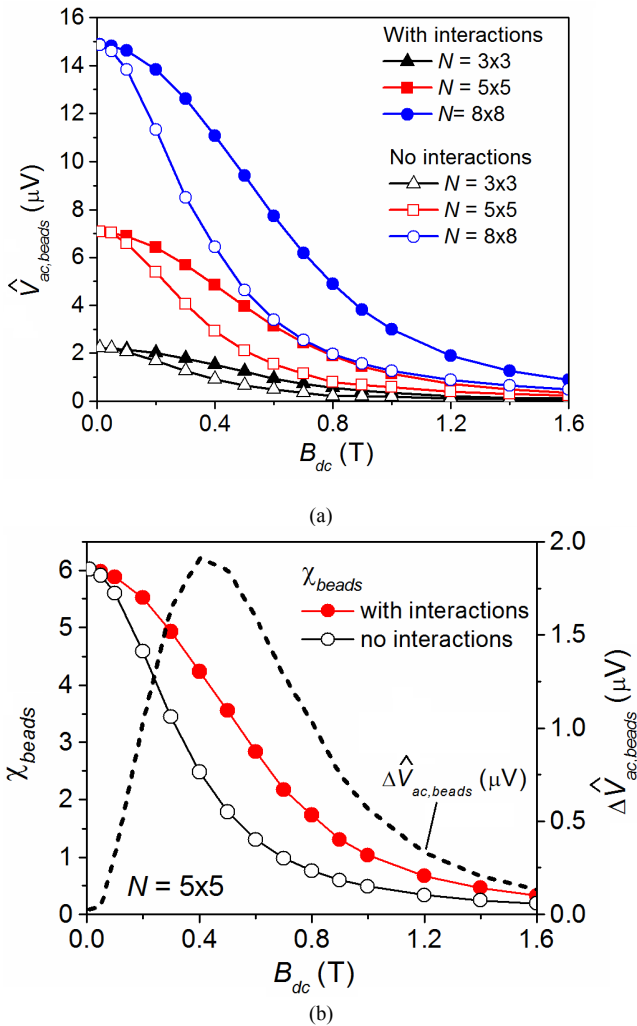 16
14
12
10
8
6
4
2
0
V̂ac,beads (μV)
With interactions
N = 3x3
N = 5x5
N= 8x8
No interactions
N = 3x3
N = 5x5
N = 8x8
0.0 0.4 0.8 1.2 1.6
Bdc (T)
(a)
6
5
4
3
2
1
0
χbeads
χbeads
with interactions
no interactions
ΔV̂ac,beads (μV)
N = 5x5
2.0
1.5
1.0
0.5
0.0
ΔV̂ac.beads (μV)
0.0 0.4 0.8 1.2 1.6
Bdc (T)
(b)